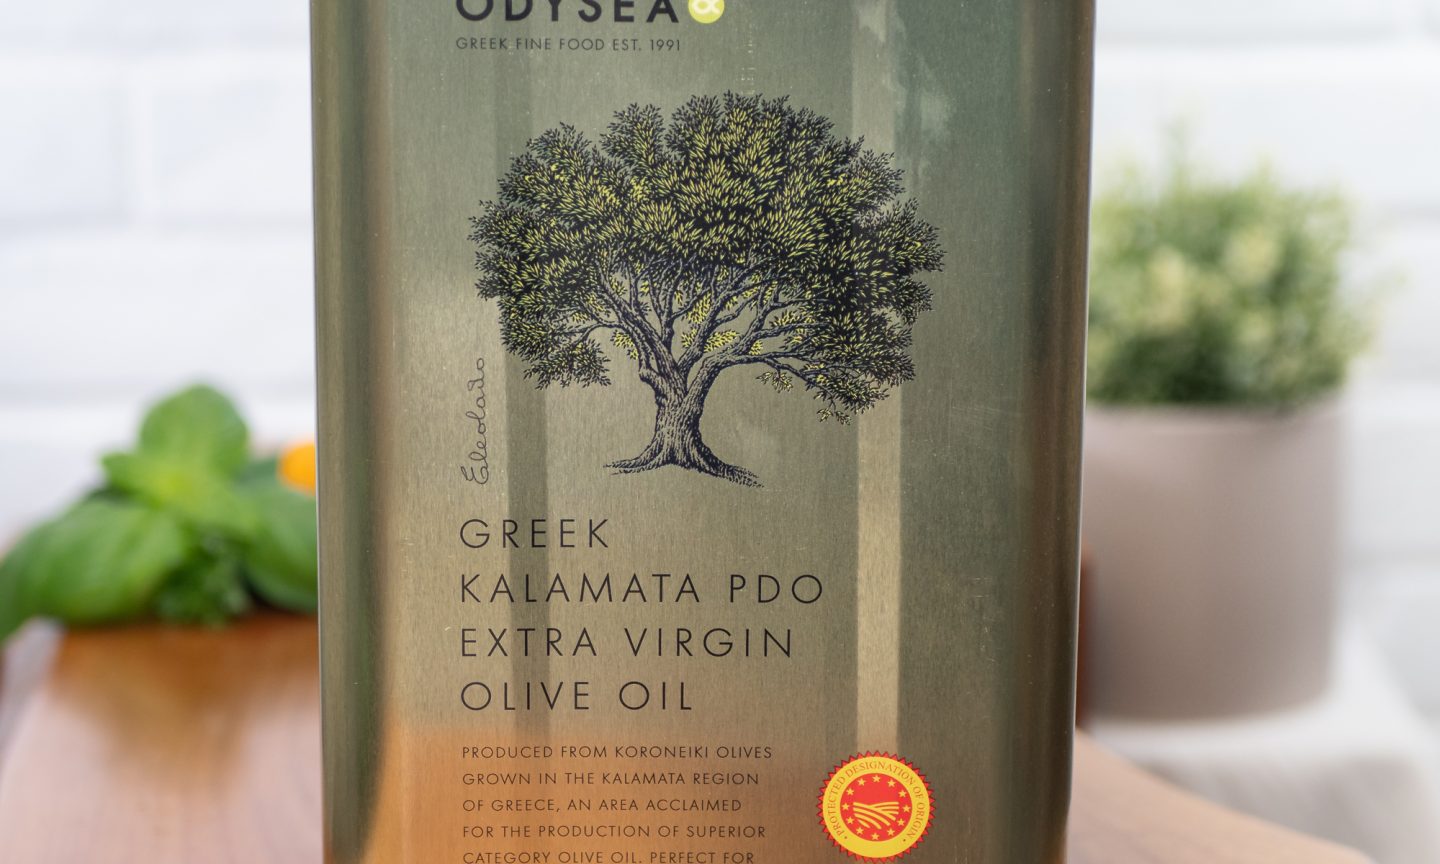 ODYSEA
GREEK FINE FOOD EST. 1991
Eleolado
GREEK
KALAMATA PDO
EXTRA VIRGIN
OLIVE OIL
PRODUCED FROM KORONEIKI OLIVES
GROWN IN THE KALAMATA REGION
OF GREECE, AN AREA ACCLAIMED
FOR THE PRODUCTION OF SUPERIOR
CATEGORY OLIVE OIL. PERFECT FOR
PROTECTED DESIGNATION OF ORIGIN